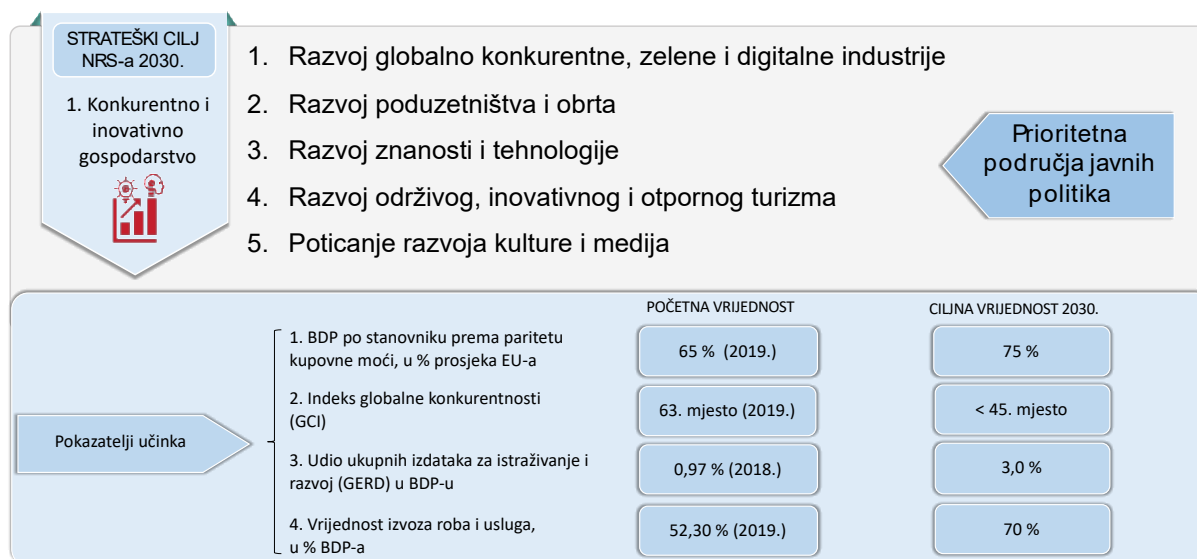 STRATEŠKI CILJ
NRS-a 2030.
1. Konkurentno i
inovativno
gospodarstvo
1. Razvoj globalno konkurentne, zelene i digitalne industrije
2. Razvoj poduzetništva i obrta
3. Razvoj znanosti i tehnologije
4. Razvoj održivog, inovativnog i otpornog turizma
5. Poticanje razvoja kulture i medija
Prioritetna
područja javnih
politika
POČETNA VRIJEDNOST
CILJNA VRIJEDNOST 2030.
Pokazatelji učinka
1. BDP po stanovniku prema paritetu
kupovne moći, u % prosjeka EU-a
65 % (2019.)
75 %
2. Indeks globalne konkurentnosti
(GCI)
63. mjesto (2019.)
< 45. mjesto
3. Udio ukupnih izdataka za istraživanje i
razvoj (GERD) u BDP-u
0,97 % (2018.)
3,0 %
4. Vrijednost izvoza roba i usluga,
u % BDP-a
52,30 % (2019.)
70 %